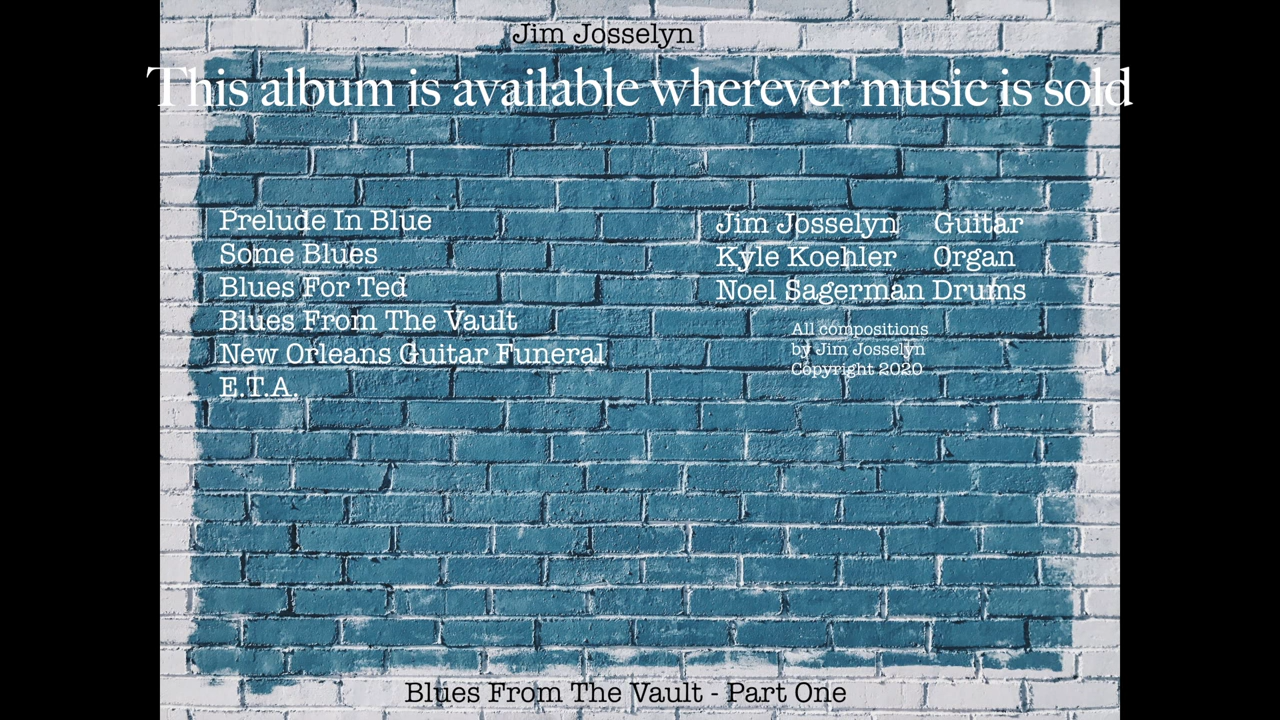 Jim Josselyn
This album is available wherever music is sold
Prelude In Blue
Some Blues
Blues For Ted
Blues From The Vault
New Orleans Guitar Funeral
E.T.A.
Jim Josselyn Guitar
Kyle Koehler Organ
Noel Sagerman Drums
All compositions
by Jim Josselyn
Copyright 2020
Blues From The Vault - Part One